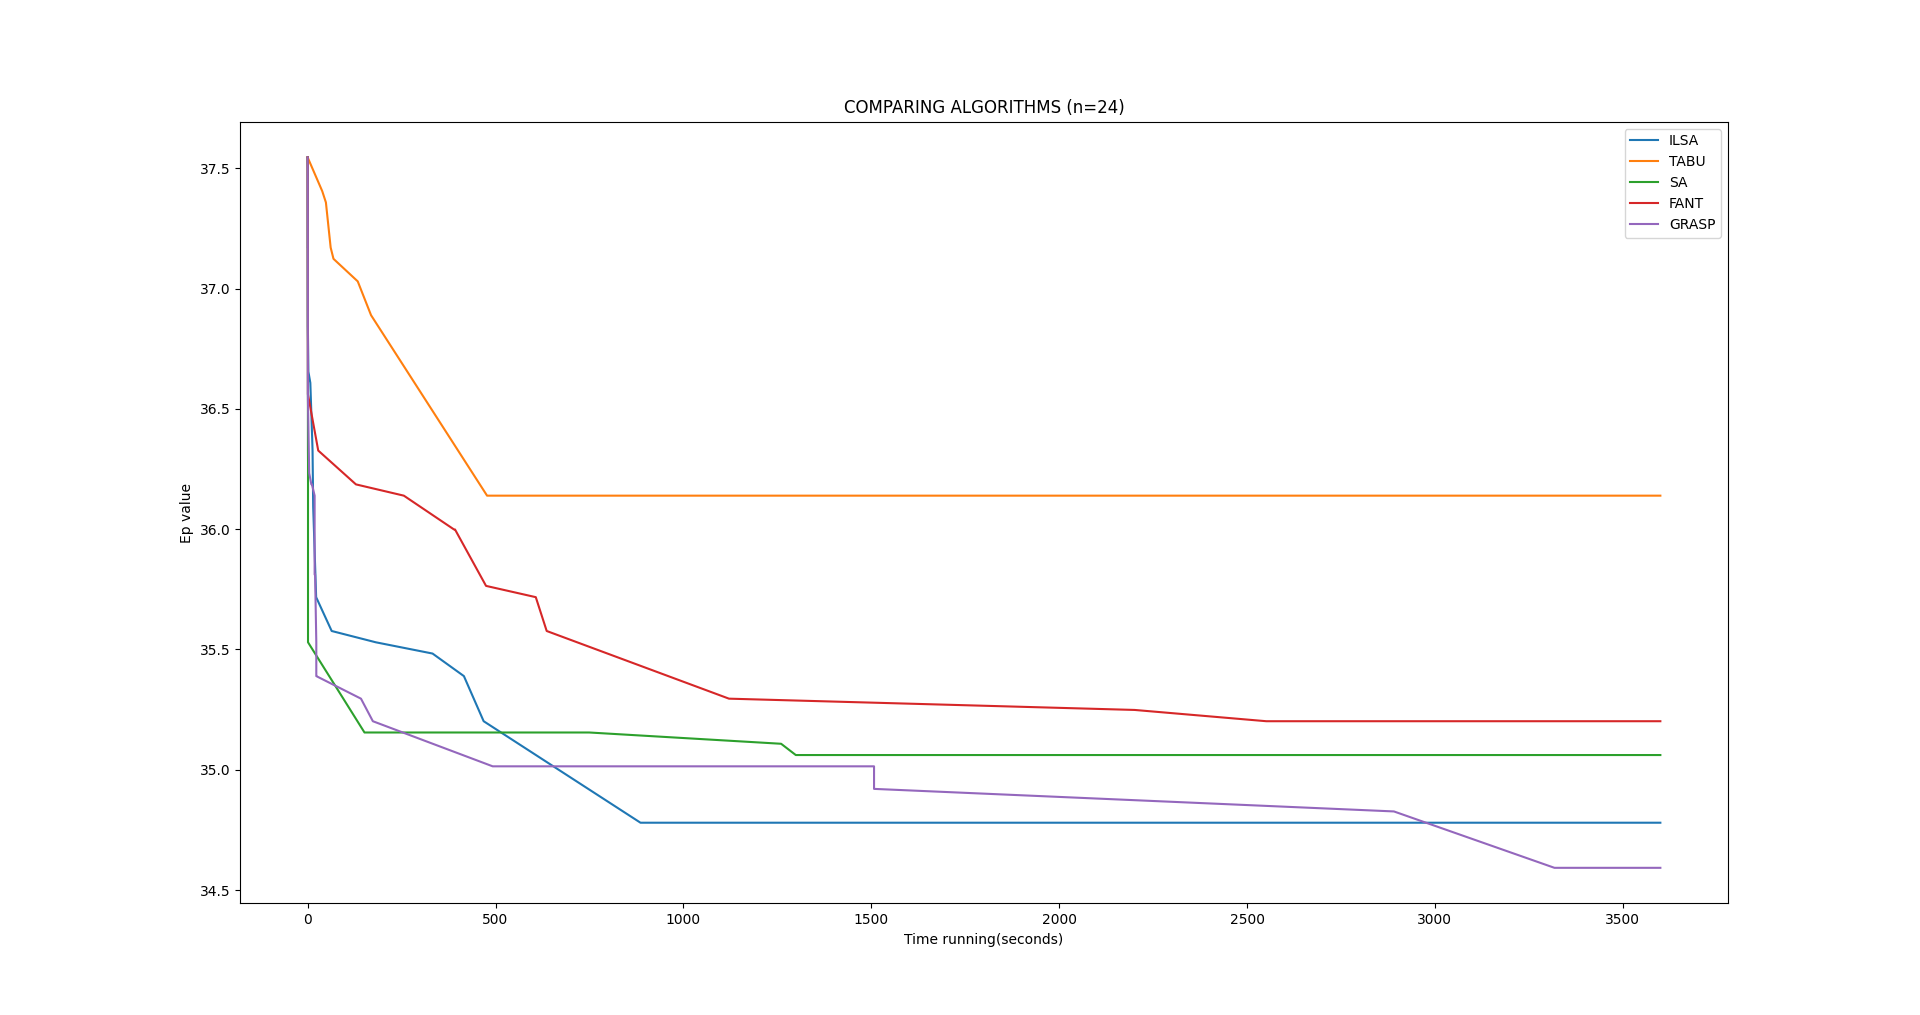 COMPARING ALGORITHMS (n=24)
ILSA
TABU
SA
FANT
GRASP
37.5
37.0
36.5
36.0
35.5
35.0
34.5
Ep value
0 500 1000 1500 2000 2500 3000 3500
Time running(seconds)